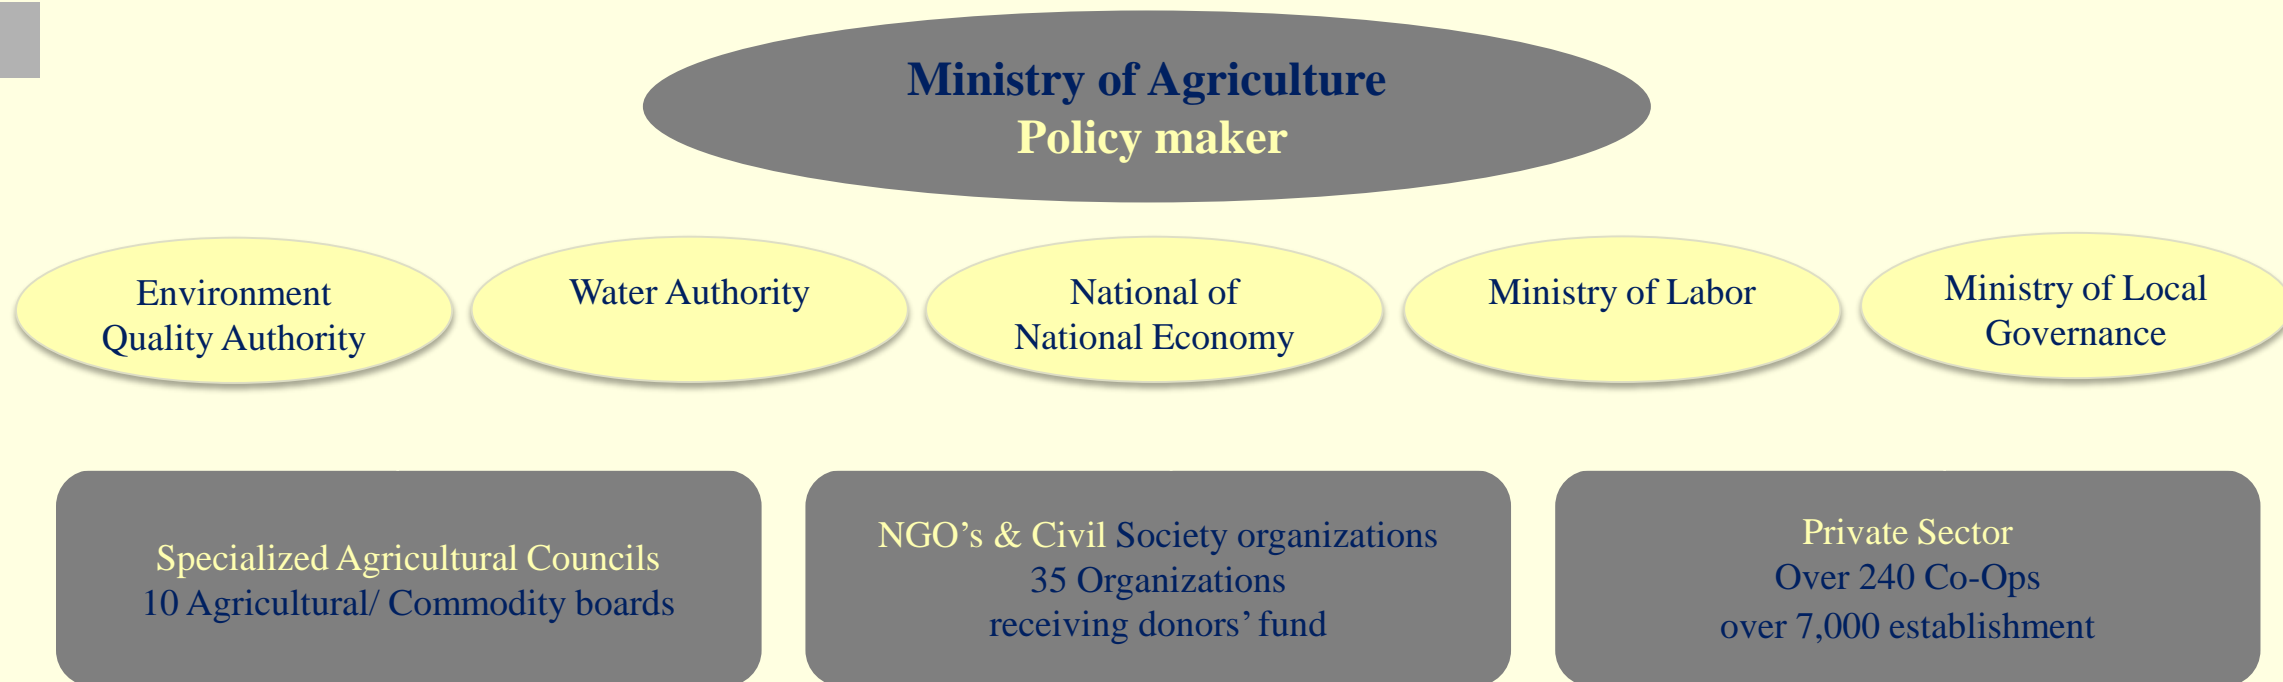 Ministry of Agriculture
Policy maker
Environment
Quality Authority
Water Authority
National of
National Economy
Ministry of Labor
Ministry of Local
Governance
Specialized Agricultural Councils
10 Agricultural/ Commodity boards
NGO’s & Civil Society organizations
35 Organizations
receiving donors’ fund
Private Sector
Over 240 Co-Ops
over 7,000 establishment